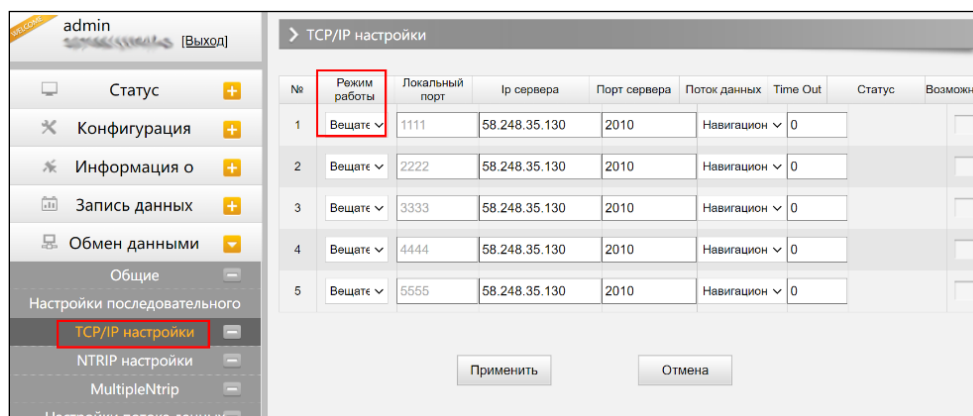 WELCOME
admin
[Выход]
Статус
Конфигурация
Информация о
Запись данных
Обмен данными
Общие
Настройки последовательного
TCP/IP настройки
NTRIP настройки
MultipleNtrip
TCP/IP настройки
№ Режим работы Локальный порт Ip сервера Порт сервера Поток данных Time Out Статус Возможн
1 Вещате 1111 58.248.35.130 2010 Навигацион 0
2 Вещате 2222 58.248.35.130 2010 Навигацион 0
3 Вещате 3333 58.248.35.130 2010 Навигацион 0
4 Вещате 4444 58.248.35.130 2010 Навигацион 0
5 Вещате 5555 58.248.35.130 2010 Навигацион 0
Применить Отмена